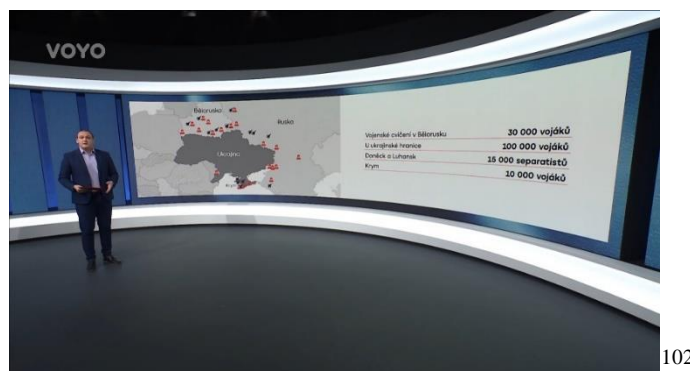 VOYO
Bělorusko
Rusko
Ukrajina
Krym
Vojenské cvičení v Bělorusku 30 000 vojáků
U ukrajinské hranice 100 000 vojáků
Doněck a Luhansk 15 000 separatistů
Krym 10 000 vojáků
102